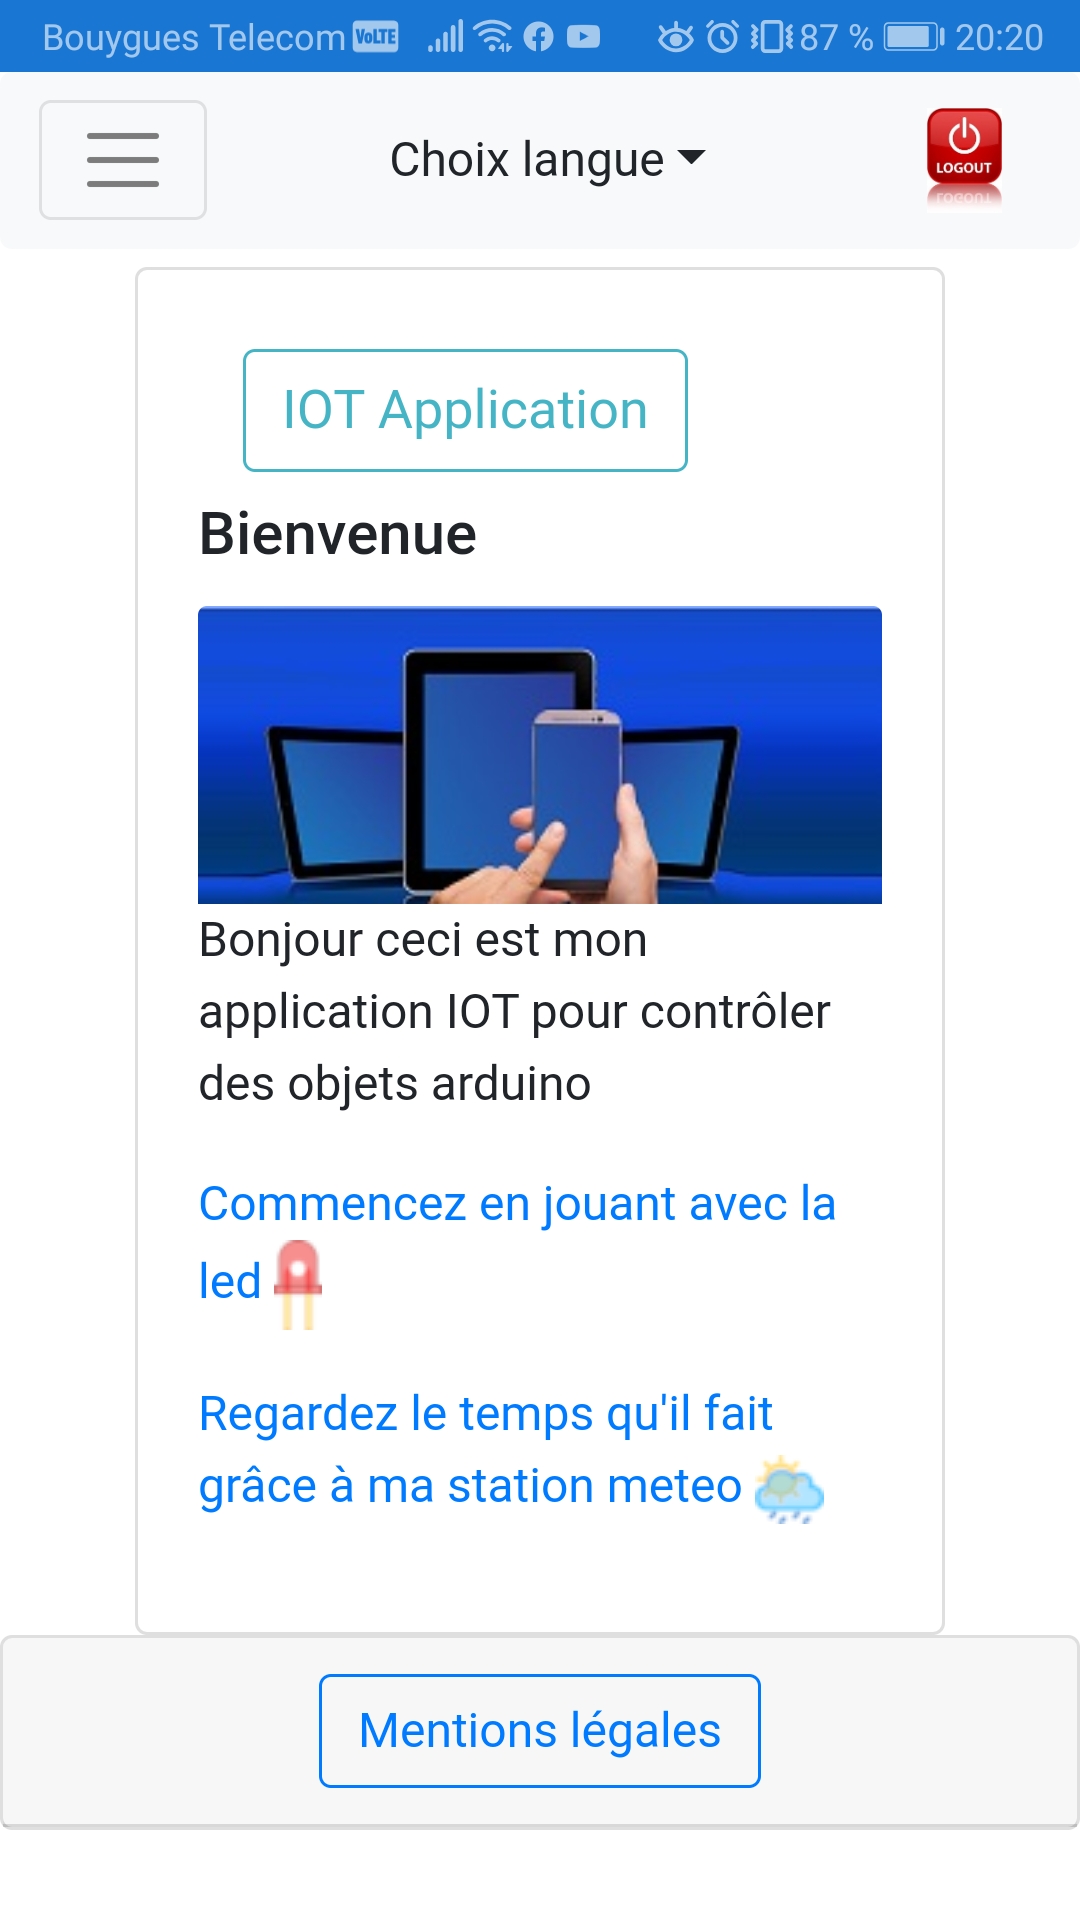 Bouygues Telecom VoLTE 87 % 20:20
Choix langue
LOGOUT
IOT Application
Bienvenue
Bonjour ceci est mon
application IOT pour contrôler
des objets arduino
Commencez en jouant avec la
led
Regardez le temps qu'il fait
grâce à ma station meteo
Mentions légales